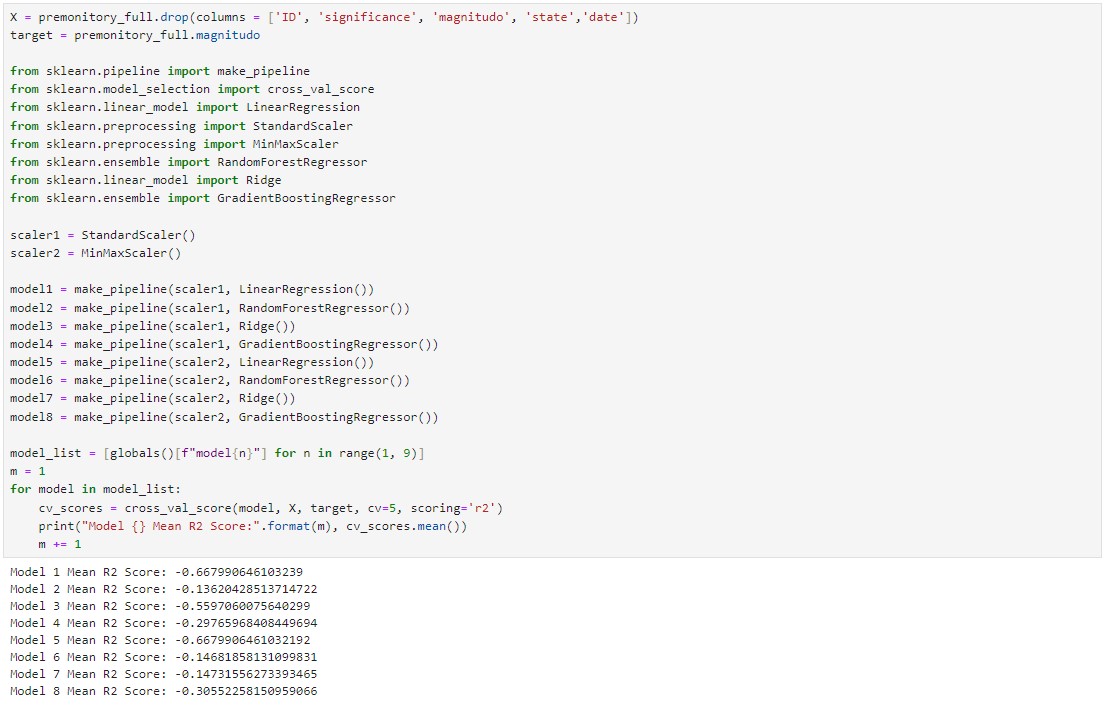 X = premonitory_full.drop(columns = ['ID', 'significance', 'magnitudo', 'state','date'])
target = premonitory_full.magnitudo
from sklearn.pipeline import make_pipeline
from sklearn.model_selection import cross_val_score
from sklearn.linear_model import LinearRegression
from sklearn.preprocessing import StandardScaler
from sklearn.preprocessing import MinMaxScaler
from sklearn.ensemble import RandomForestRegressor
from sklearn.linear_model import Ridge
from sklearn.ensemble import GradientBoostingRegressor
scaler1 = StandardScaler()
scaler2 = MinMaxScaler()
model1 = make_pipeline(scaler1, LinearRegression())
model2 = make_pipeline(scaler1, RandomForestRegressor())
model3 = make_pipeline(scaler1, Ridge())
model4 = make_pipeline(scaler1, GradientBoostingRegressor())
model5 = make_pipeline(scaler2, LinearRegression())
model6 = make_pipeline(scaler2, RandomForestRegressor())
model7 = make_pipeline(scaler2, Ridge())
model8 = make_pipeline(scaler2, GradientBoostingRegressor())
model_list = [globals()[f"model{n}"] for n in range(1, 9)]
m = 1
for model in model_list:
    cv_scores = cross_val_score(model, X, target, cv=5, scoring='r2')
    print("Model {} Mean R2 Score:".format(m), cv_scores.mean())
    m += 1
Model 1 Mean R2 Score: -0.667990646103239
Model 2 Mean R2 Score: -0.13620428513714722
Model 3 Mean R2 Score: -0.5597060075640299
Model 4 Mean R2 Score: -0.29765968408449694
Model 5 Mean R2 Score: -0.6679906461032192
Model 6 Mean R2 Score: -0.14681858131099831
Model 7 Mean R2 Score: -0.14731556273393465
Model 8 Mean R2 Score: -0.30552258150959066